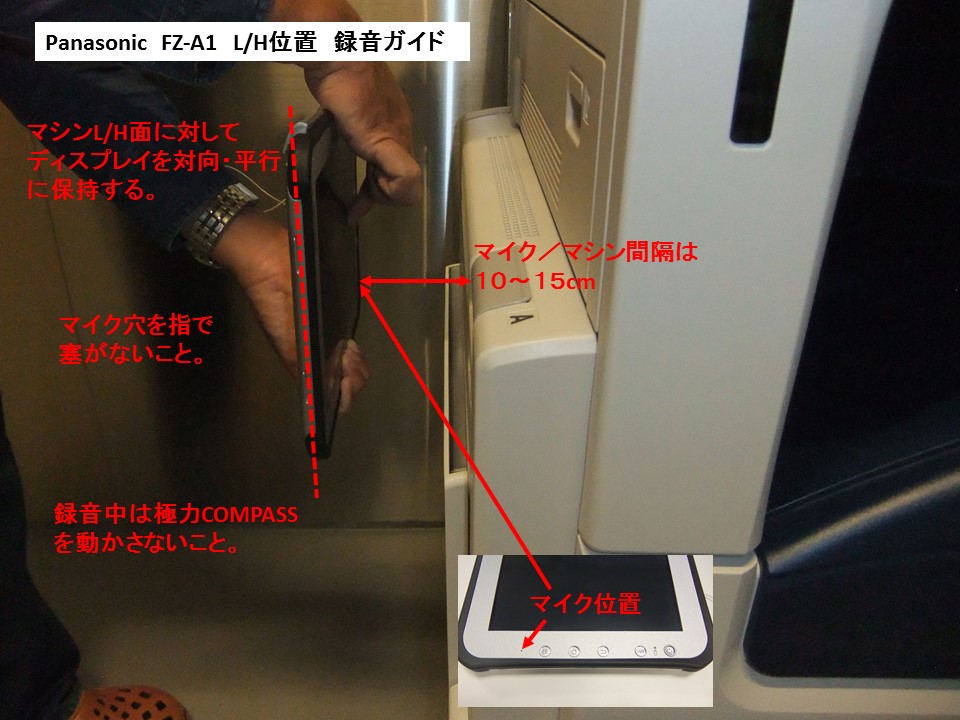 Panasonic FZ-A1 L/H位置 録音ガイド
マシンL/H面に対して
ディスプレイを対向・平行
に保持する。
マイク／マシン間隔は
１０～１５cm
A
マイク穴を指で
塞がないこと。
録音中は極力COMPASS
を動かさないこと。
マイク位置